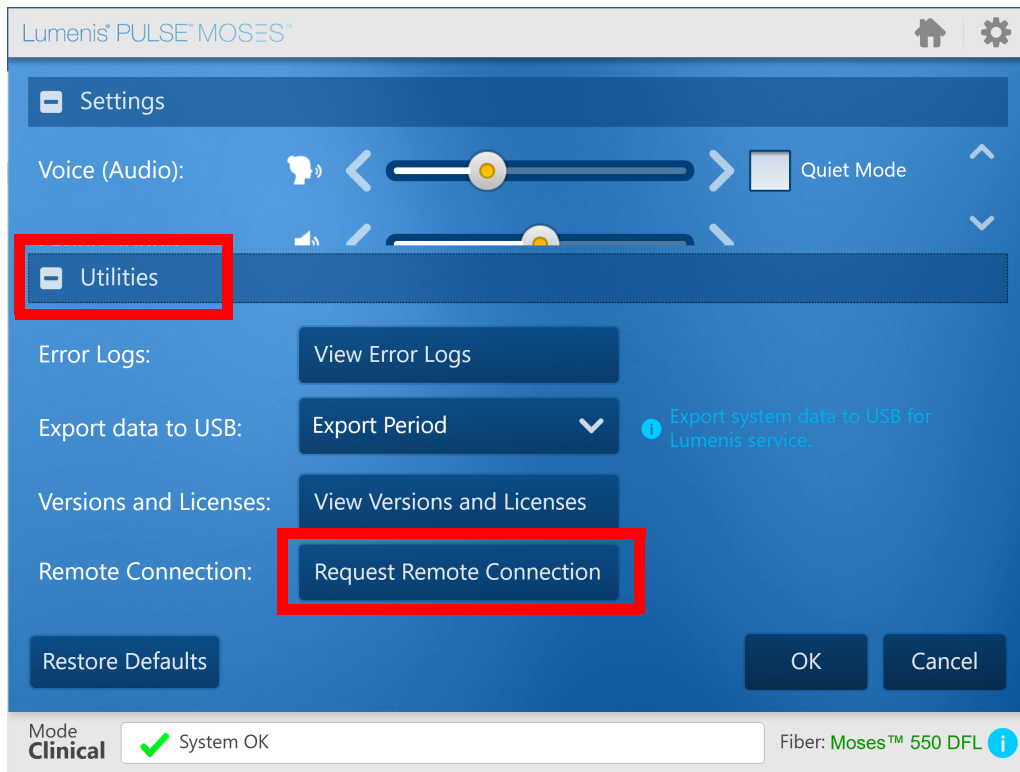 Lumenis® PULSE™ MOSES™
Settings
Voice (Audio):
Quiet Mode
Utilities
Error Logs:
View Error Logs
Export data to USB:
Export Period
Export system data to USB for
Lumenis service.
Versions and Licenses:
View Versions and Licenses
Remote Connection:
Request Remote Connection
Restore Defaults
OK
Cancel
Mode
Clinical
System OK
Fiber: Moses™ 550 DFL